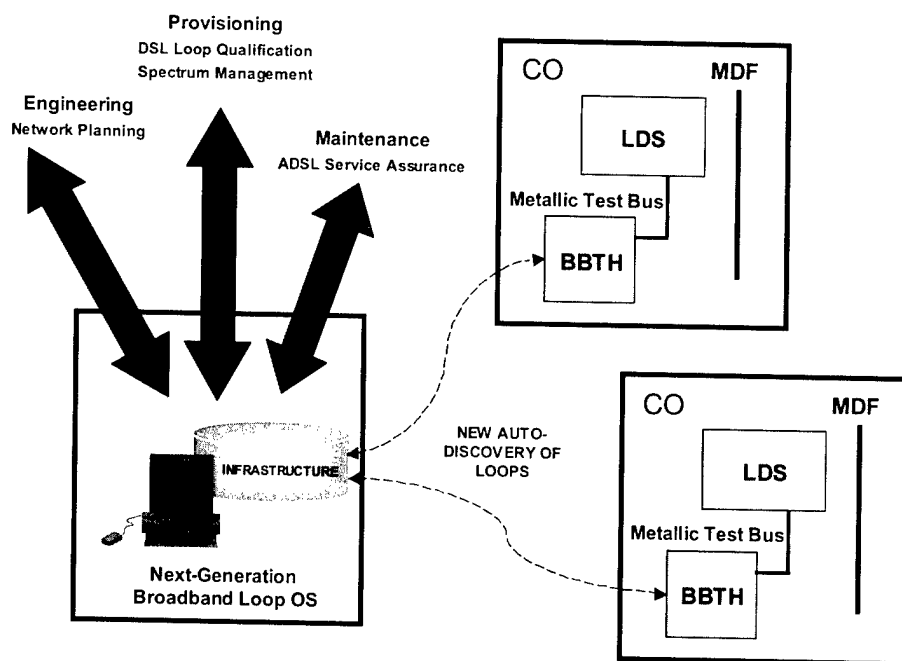 Provisioning
DSL Loop Qualification
Spectrum Management
Engineering
Network Planning
Maintenance
ADSL Service Assurance
CO
MDF
LDS
Metallic Test Bus
BBTH
CO
MDF
LDS
Metallic Test Bus
BBTH
NEW AUTO-
DISCOVERY OF
LOOPS
INFRASTRUCTURE
Next-Generation
Broadband Loop OS